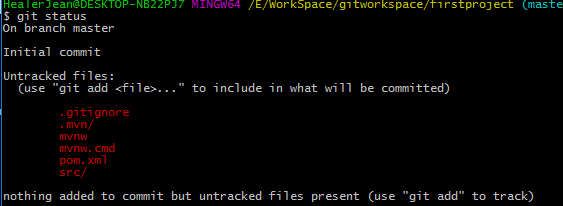 HealerJean@DESKTOP-NB22PJ7 MINGW64 /E/WorkSpace/gitworkspace/firstproject (maste
$ git status
On branch master
Initial commit
Untracked files:
(use "git add <file>..." to include in what will be committed)
.gitignore
.mvn/
mvnw
mvnw.cmd
pom.xml
src/
nothing added to commit but untracked files present (use "git add" to track)